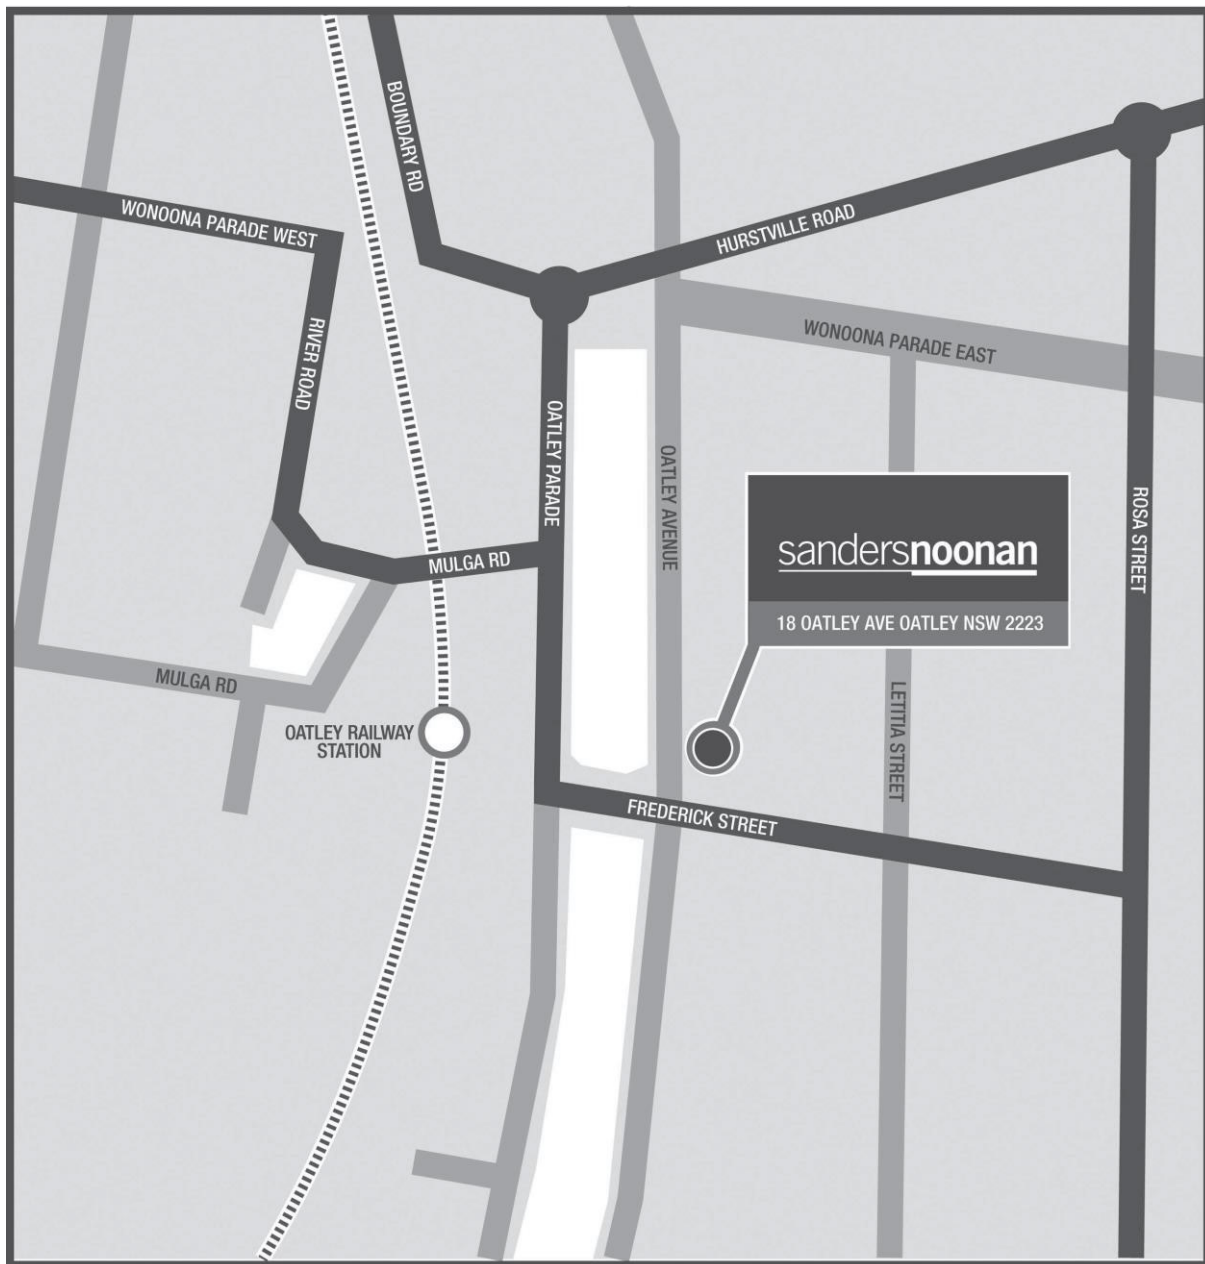 BOUNDARY RD
WONOONA PARADE WEST
HURSTVILLE ROAD
RIVER ROAD
WONOONA PARADE EAST
OATLEY PARADE
OATLEY AVENUE
ROSA STREET
MULGA RD
sandersnoonan
18 OATLEY AVE OATLEY NSW 2223
MULGA RD
LETITIA STREET
OATLEY RAILWAY
STATION
FREDERICK STREET